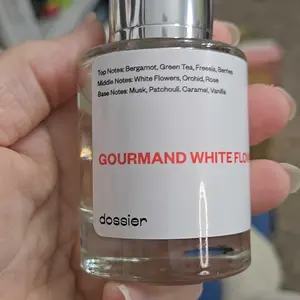 Top Notes: Bergamot, Green Tea, Freesia, Berries
Middle Notes: White Flowers, Orchid, Rose
Base Notes: Musk, Patchouli, Caramel, Vanilla
GOURMAND WHITE FLO
dossier